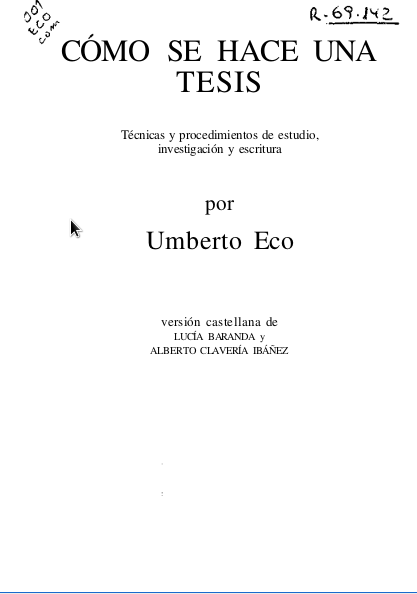 001
ECO
com
R-69.142
CÓMO SE HACE UNA
TESIS
Técnicas y procedimientos de estudio,
investigación y escritura
por
Umberto Eco
versión castellana de
LUCÍA BARANDA y
ALBERTO CLAVERÍA IBÁÑEZ